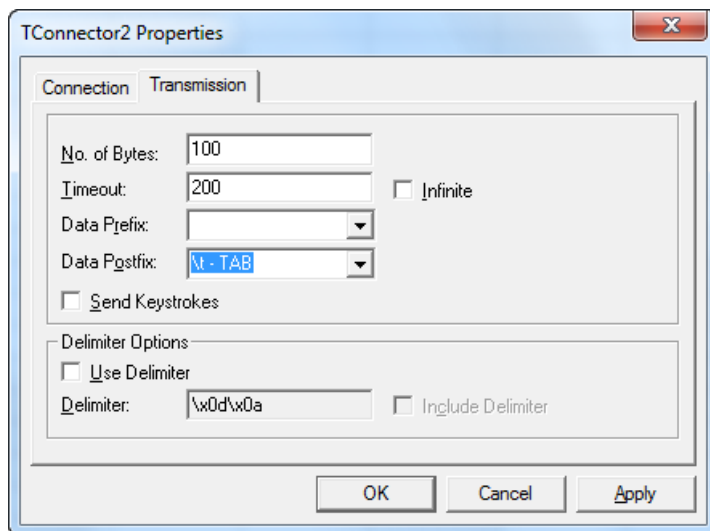 TConnector2 Properties
Connection Transmission
No. of Bytes: 100
Timeout: 200 Infinite
Data Prefix:
Data Postfix: \t - TAB
Send Keystrokes
Delimiter Options
Use Delimiter
Delimiter: \x0d\x0a Include Delimiter
OK Cancel Apply